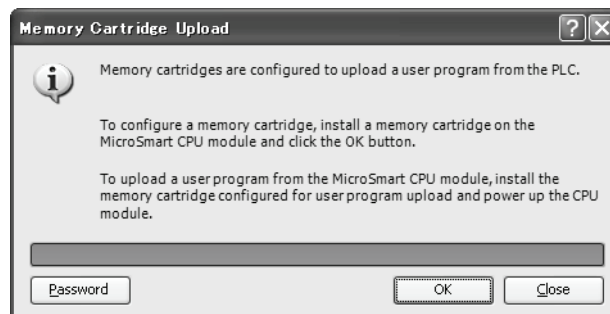 Memory Cartridge Upload
Memory cartridges are configured to upload a user program from the PLC.
To configure a memory cartridge, install a memory cartridge on the
MicroSmart CPU module and click the OK button.
To upload a user program from the MicroSmart CPU module, install the
memory cartridge configured for user program upload and power up the CPU
module.
Password OK Close